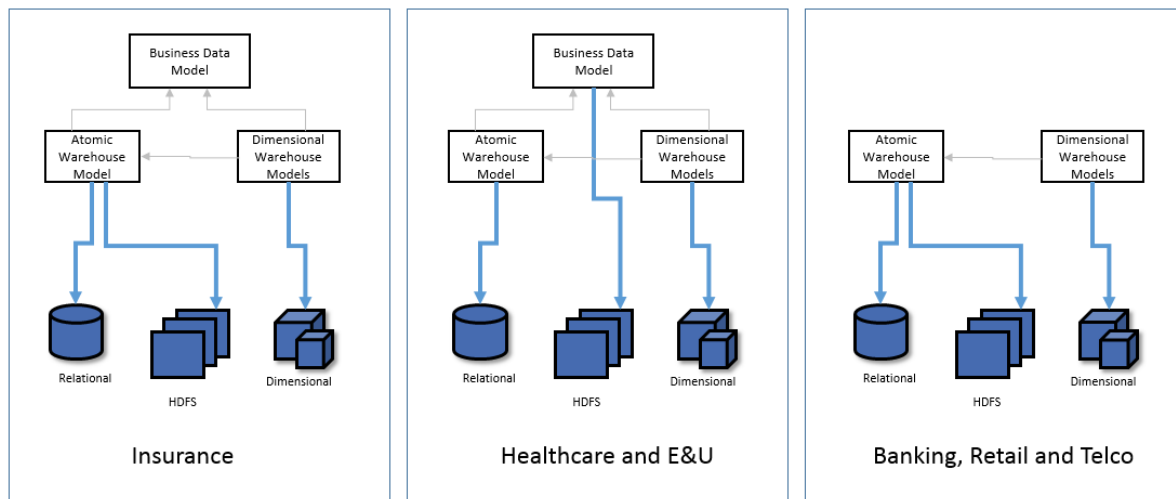 Business Data
Model
Atomic
Warehouse
Model
Dimensional
Warehouse
Models
Relational
HDFS
Dimensional
Insurance
Business Data
Model
Atomic
Warehouse
Model
Dimensional
Warehouse
Models
Relational
HDFS
Dimensional
Healthcare and E&U
Atomic
Warehouse
Model
Dimensional
Warehouse
Models
Relational
HDFS
Dimensional
Banking, Retail and Telco